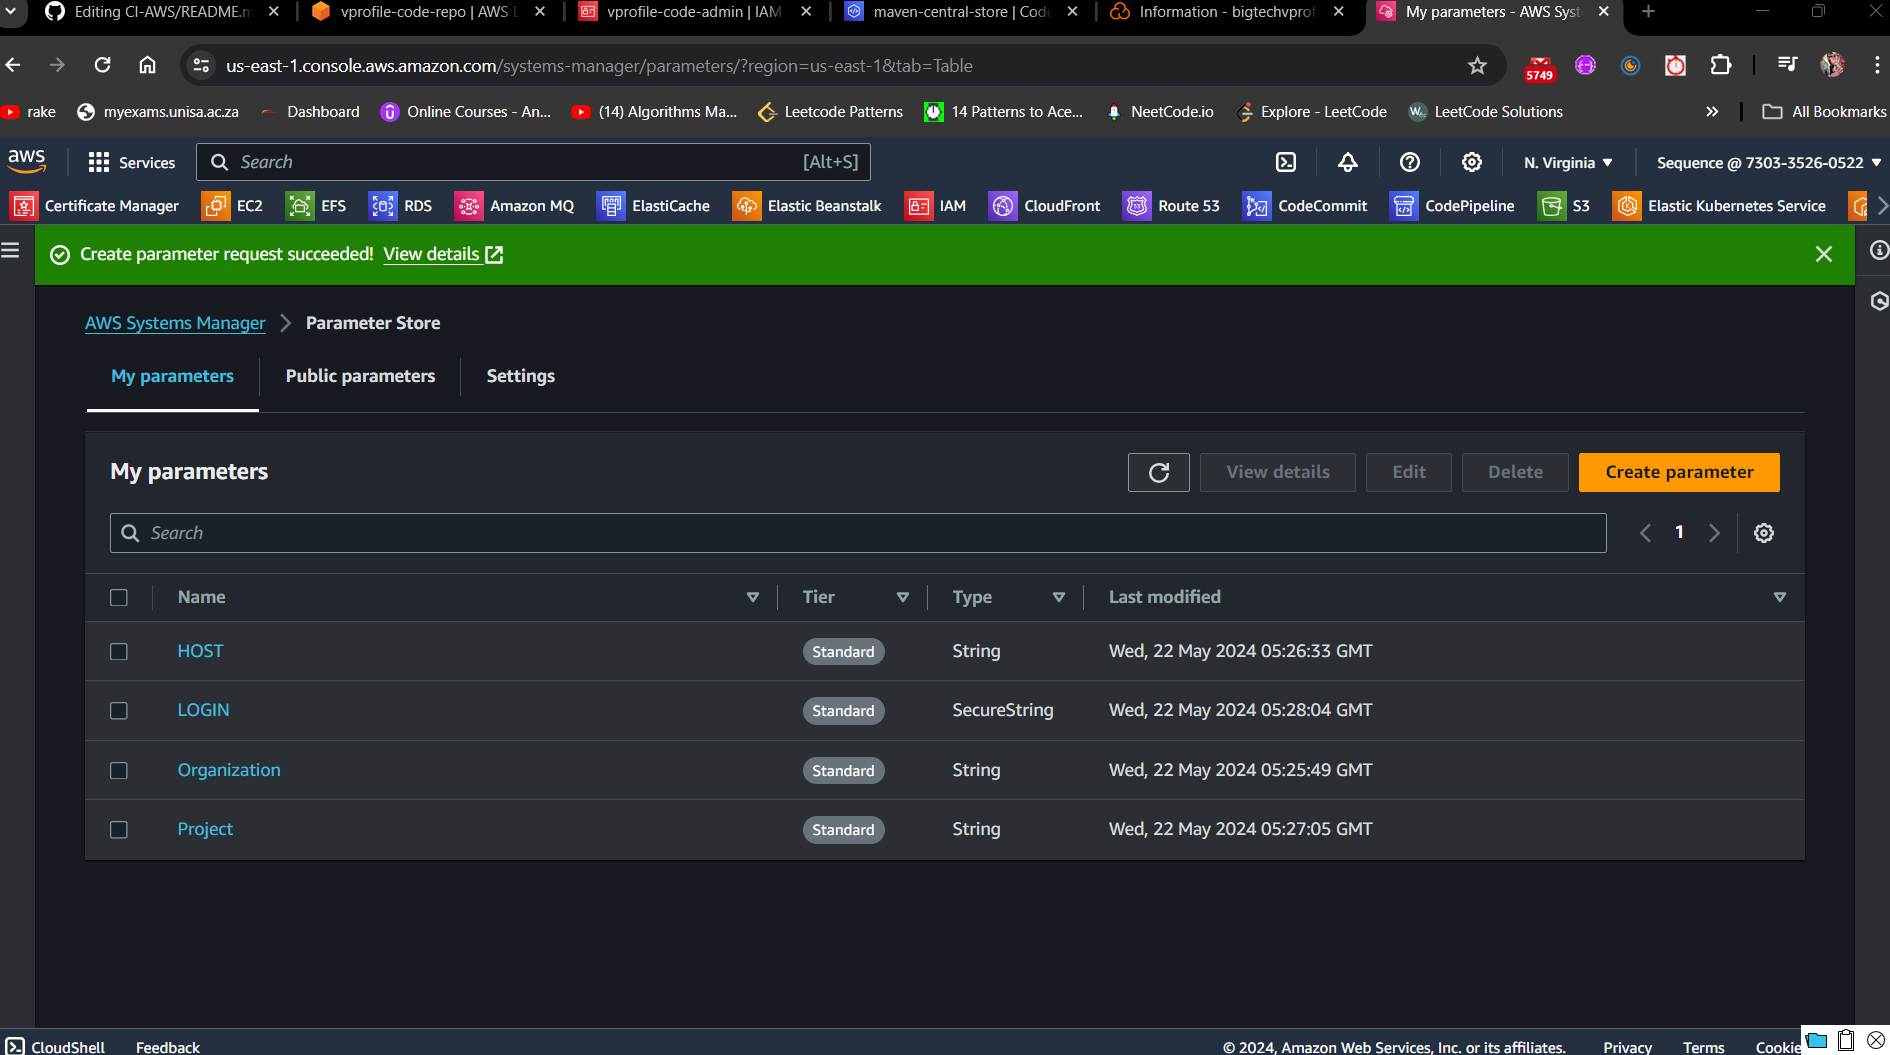 Editing CI-AWS/README.m
vprofile-code-repo | AWS D
vprofile-code-admin | IAM
maven-central-store | Code
Information - bigtechvprof
My parameters - AWS Syst
us-east-1.console.aws.amazon.com/systems-manager/parameters/?region=us-east-1&tab=Table
5749
rake
myexams.unisa.ac.za
Dashboard
Online Courses - An...
(14) Algorithms Ma...
Leetcode Patterns
14 Patterns to Ace...
NeetCode.io
Explore - LeetCode
LeetCode Solutions
All Bookmarks
aws
Services
Search
[Alt+S]
N. Virginia
Sequence @ 7303-3526-0522
Certificate Manager
EC2
EFS
RDS
Amazon MQ
ElastiCache
Elastic Beanstalk
IAM
CloudFront
Route 53
CodeCommit
CodePipeline
S3
Elastic Kubernetes Service
Create parameter request succeeded! View details
AWS Systems Manager
Parameter Store
My parameters
Public parameters
Settings
My parameters
View details
Edit
Delete
Create parameter
Search
1
Name Tier Type Last modified
HOST Standard String Wed, 22 May 2024 05:26:33 GMT
LOGIN Standard SecureString Wed, 22 May 2024 05:28:04 GMT
Organization Standard String Wed, 22 May 2024 05:25:49 GMT
Project Standard String Wed, 22 May 2024 05:27:05 GMT
CloudShell
Feedback
© 2024, Amazon Web Services, Inc. or its affiliates.
Privacy
Terms
Cookie